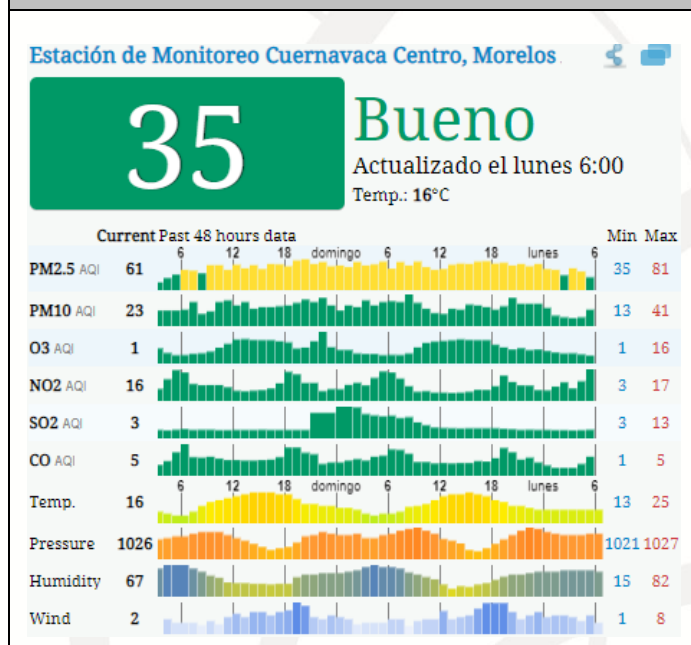 Estación de Monitoreo Cuernavaca Centro, Morelos.
35
Bueno
Actualizado el lunes 6:00
Temp.: 16°C
Current Past 48 hours data Min Max
6 12 18 domingo 6 12 18 lunes 6
PM2.5 AQI 61 35 81
PM10 AQI 23 13 41
O3 AQI 1 1 16
NO2 AQI 16 3 17
SO2 AQI 3 3 13
CO AQI 5 1 5
6 12 18 domingo 6 12 18 lunes 6
Temp. 16 13 25
Pressure 1026 1021 1027
Humidity 67 15 82
Wind 2 1 8